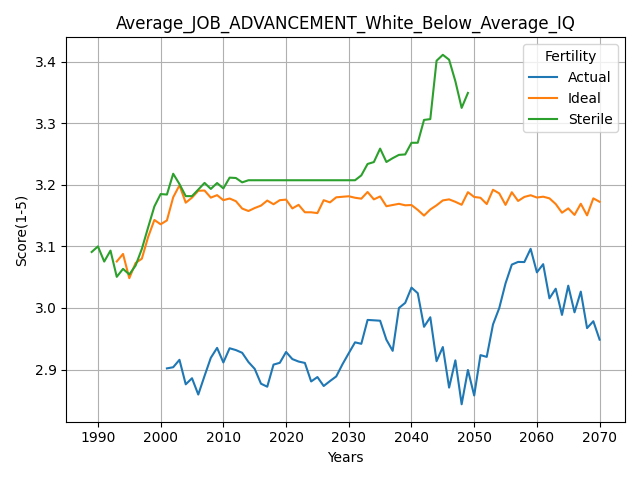 Average_JOB_ADVANCEMENT_White_Below_Average_IQ
Fertility
Actual
Ideal
Sterile
Score(1-5)
3.4
3.3
3.2
3.1
3.0
2.9
1990 2000 2010 2020 2030 2040 2050 2060 2070
Years